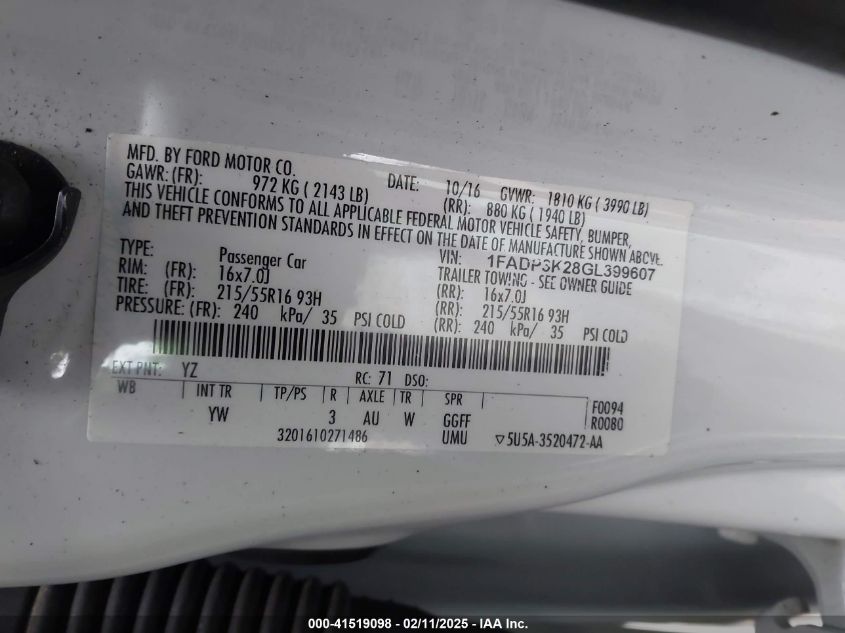 MFD. BY FORD MOTOR CO.
DATE: 10/16 GVWR: 1810 KG ( 3990 LB)
GAWR: (FR): 972 KG ( 2143 LB) (RR): 880 KG ( 1940 LB)
THIS VEHICLE CONFORMS TO ALL APPLICABLE FEDERAL MOTOR VEHICLE SAFETY, BUMPER,
AND THEFT PREVENTION STANDARDS IN EFFECT ON THE DATE OF MANUFACTURE SHOWN ABOVE.
VIN: 1FADP3K28GL399607
TYPE: Passenger Car TRAILER TOWING - SEE OWNER GUIDE
RIM: (FR): 16x7.0J (RR): 16x7.0J
TIRE: (FR): 215/55R16 93H (RR): 215/55R16 93H
PRESSURE: (FR): 240 kPa/ 35 PSI COLD (RR): 240 kPa/ 35 PSI COLD
EXT PNT: YZ RC: 71 DSO:
WB INT TR TP/PS R AXLE TR SPR F0094
YW 3 AU W GGFF R0080
3201610271486 UMU ▽5U5A-3520472-AA
000-41519098 - 02/11/2025 - IAA Inc.